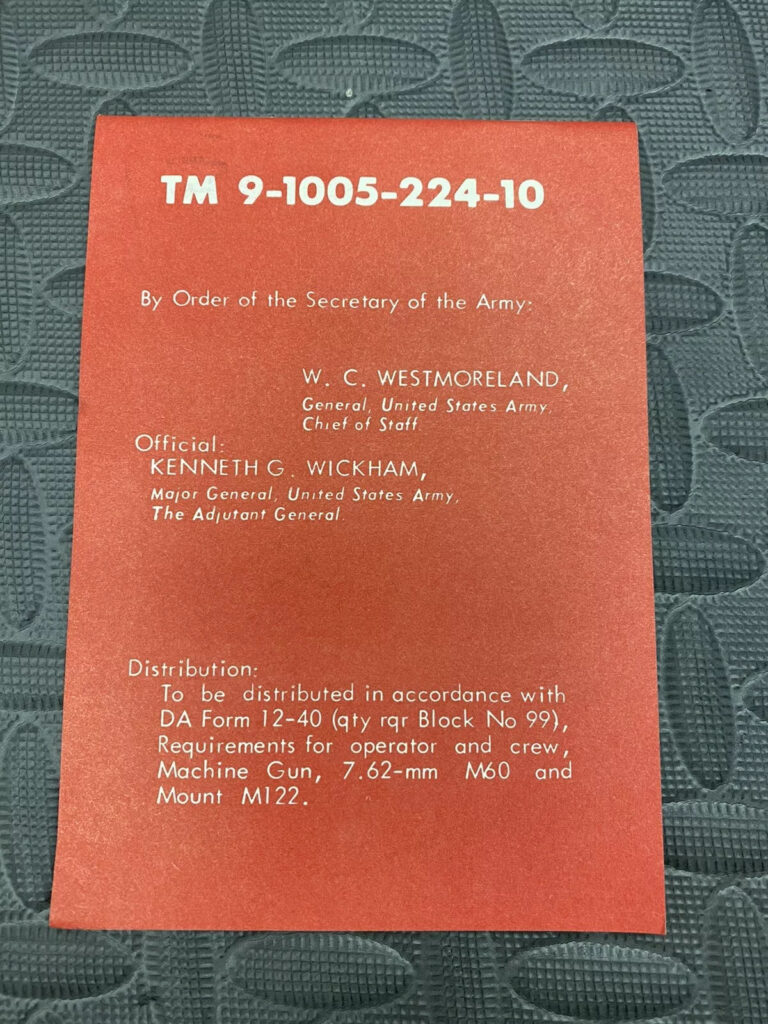 TM 9-1005-224-10
By Order of the Secretary of the Army:
W. C. WESTMORELAND,
General, United States Army,
Chief of Staff.
Official:
KENNETH G. WICKHAM,
Major General, United States Army,
The Adjutant General.
Distribution:
To be distributed in accordance with
DA Form 12-40 (qty rqr Block No 99),
Requirements for operator and crew,
Machine Gun, 7.62-mm M60 and
Mount M122.